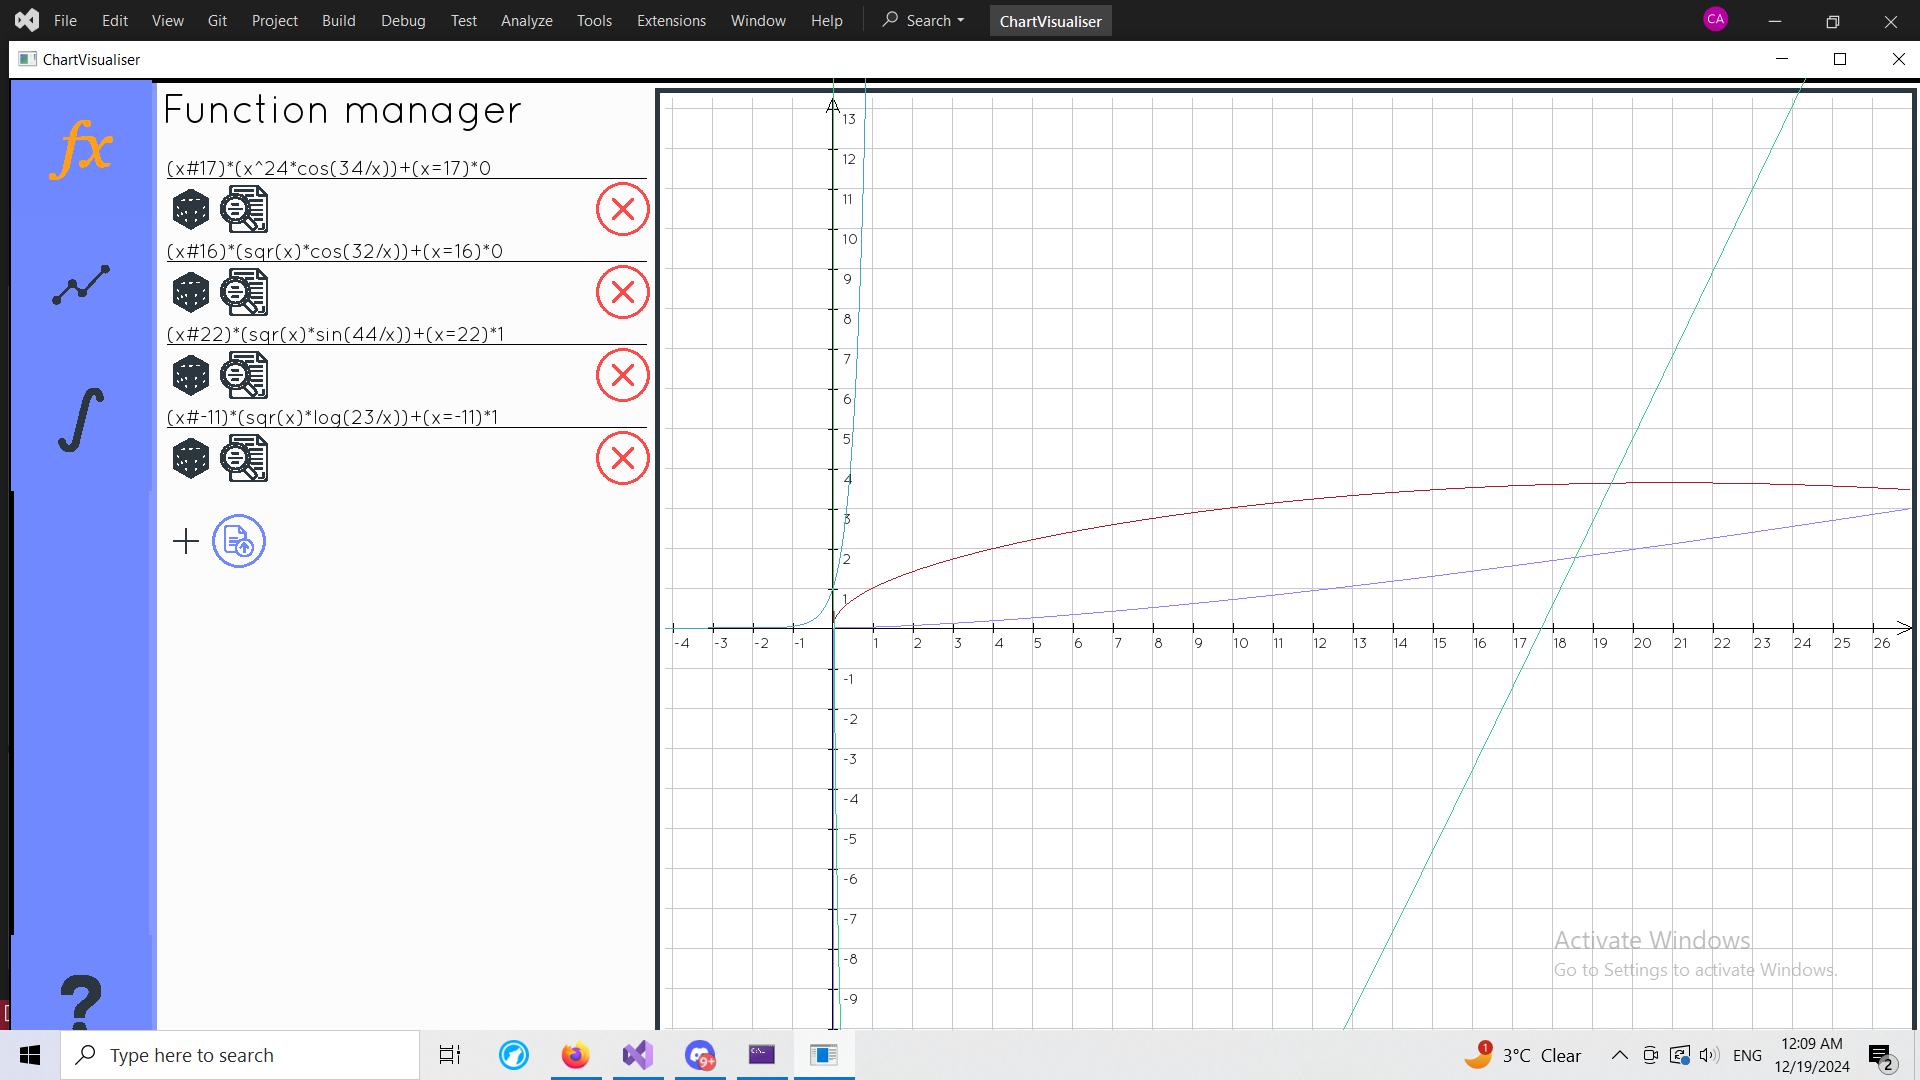 File Edit View Git Project Build Debug Test Analyze Tools Extensions Window Help Search ChartVisualiser CA
ChartVisualiser
Function manager
fx
(x#17)*(x^24*cos(34/x))+(x=17)*0
(x#16)*(sqr(x)*cos(32/x))+(x=16)*0
(x#22)*(sqr(x)*sin(44/x))+(x=22)*1
(x#-11)*(sqr(x)*log(23/x))+(x=-11)*1
13
12
11
10
9
8
7
6
5
4
3
2
1
-4 -3 -2 -1 1 2 3 4 5 6 7 8 9 10 11 12 13 14 15 16 17 18 19 20 21 22 23 24 25 26
-1
-2
-3
-4
-5
-6
-7
-8
-9
Activate Windows
Go to Settings to activate Windows.
?
Type here to search
9+
C:\_
1
3°C Clear
ENG
12:09 AM
12/19/2024
2